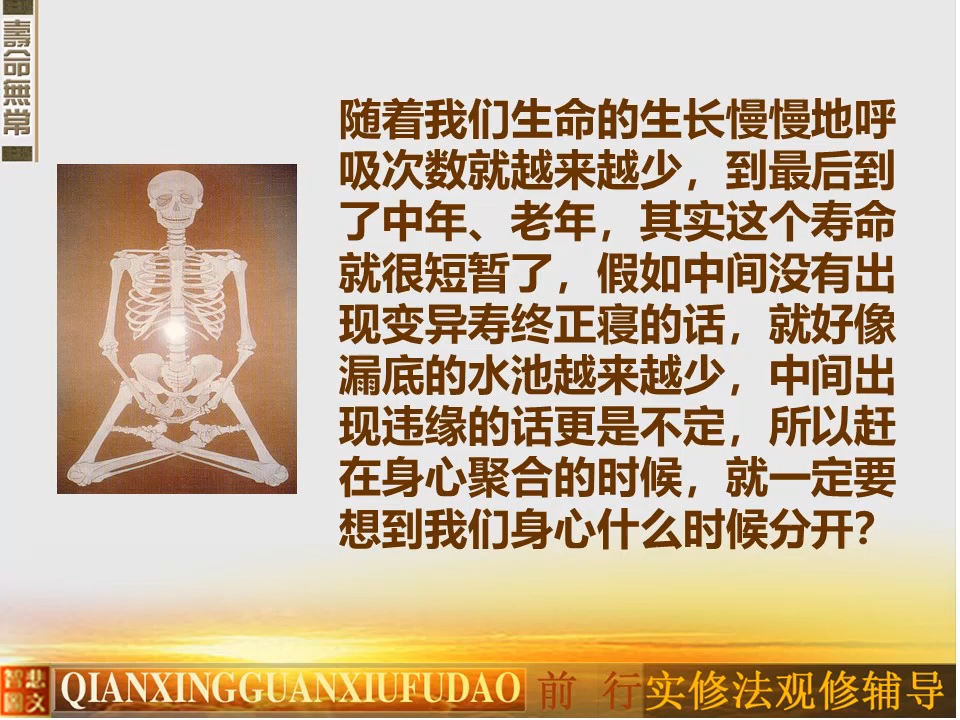 壽命無常
随着我们生命的生长慢慢地呼
吸次数就越来越少，到最后到
了中年、老年，其实这个寿命
就很短暂了，假如中间没有出
现变异寿终正寝的话，就好像
漏底的水池越来越少，中间出
现违缘的话更是不定，所以赶
在身心聚合的时候，就一定要
想到我们身心什么时候分开？
QIANXINGGUANXIUFUDAO 前 行 实修法观修辅导